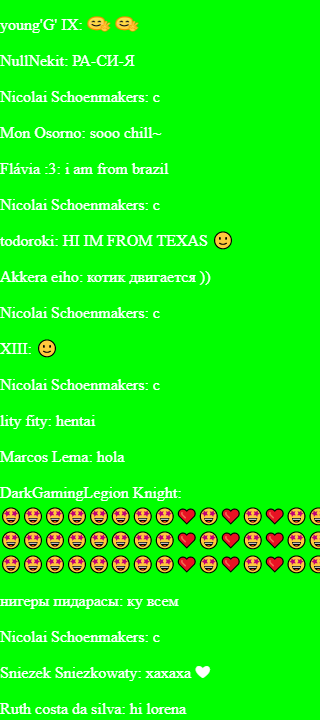 young'G' IX: 🤗 🤗
NullNekit: РА-СИ-Я
Nicolai Schoenmakers: c
Mon Osorno: sooo chill~
Flávia :3: i am from brazil
Nicolai Schoenmakers: c
todoroki: HI IM FROM TEXAS 🙂
Akkera eiho: котик двигается ))
Nicolai Schoenmakers: c
XIII: 🙂
Nicolai Schoenmakers: c
lity fity: hentai
Marcos Lema: hola
DarkGamingLegion Knight:
🤩🤩🤩🤩🤩🤩🤩🤩❤🤩❤🤩❤🤩🤩
🤩🤩🤩🤩🤩🤩🤩🤩❤🤩❤🤩❤🤩🤩
🤩🤩🤩🤩🤩🤩🤩🤩❤🤩❤🤩❤🤩🤩
нигеры пидарасы: ку всем
Nicolai Schoenmakers: c
Sniezek Sniezkowaty: xaxaxa 🤍
Ruth costa da silva: hi lorena